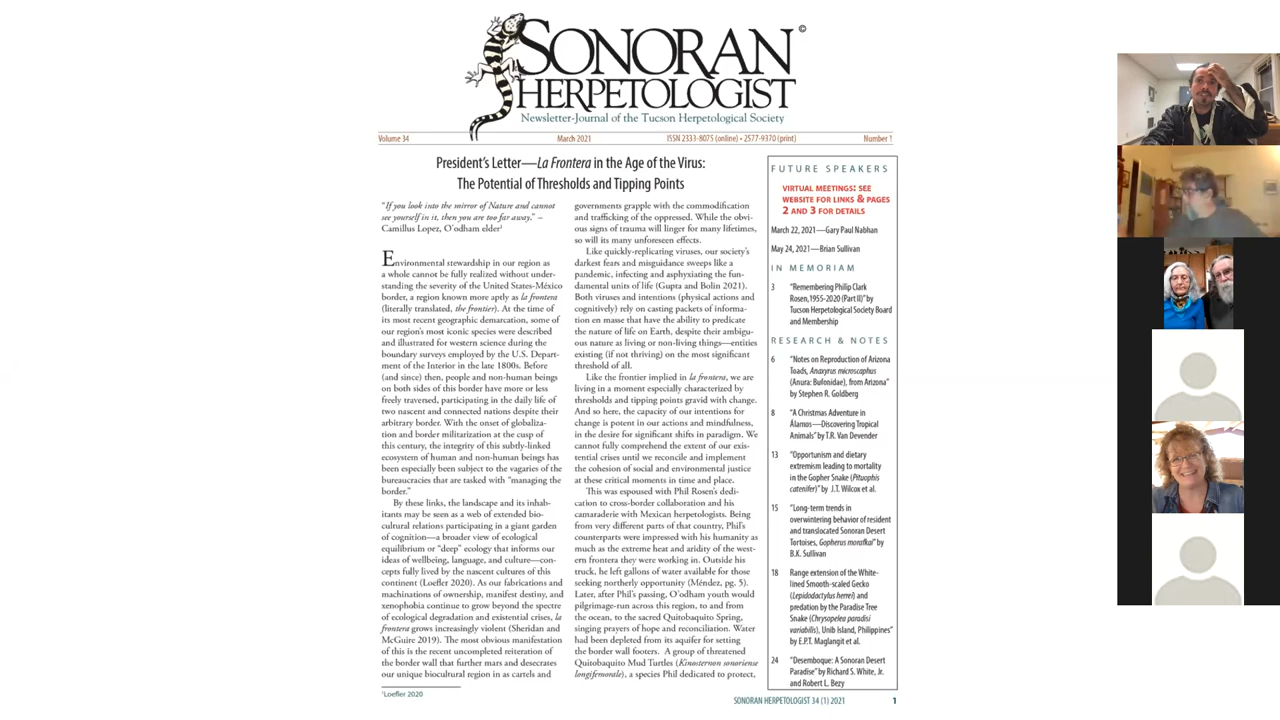 SONORAN
©
HERPETOLOGIST
Newsletter-Journal of the Tucson Herpetological Society
Volume 34
March 2021
ISSN 2333-8075 (online) • 2577-9370 (print)
Number 1
President's Letter—La Frontera in the Age of the Virus:
The Potential of Thresholds and Tipping Points
"If you look into the mirror of Nature and cannot
see yourself in it, then you are too far away." –
Camillus Lopez, O'odham elder¹
Environmental stewardship in our region as
a whole cannot be fully realized without under-
standing the severity of the United States-México
border, a region known more aptly as la frontera
(literally translated, the frontier). At the time of
its most recent geographic demarcation, some of
our region's most iconic species were described
and illustrated for western science during the
boundary surveys employed by the U.S. Depart-
ment of the Interior in the late 1800s. Before
(and since) then, people and non-human beings
on both sides of this border have more or less
freely traversed, participating in the daily life of
two nascent and connected nations despite their
arbitrary border. With the onset of globaliza-
tion and border militarization at the cusp of
this century, the integrity of this subtly-linked
ecosystem of human and non-human beings has
been especially been subject to the vagaries of the
bureaucracies that are tasked with "managing the
border."
By these links, the landscape and its inhab-
itants may be seen as a web of extended bio-
cultural relations participating in a giant garden
of cognition—a broader view of ecological
equilibrium or "deep" ecology that informs our
ideas of wellbeing, language, and culture—con-
cepts fully lived by the nascent cultures of this
continent (Loefler 2020). As our fabrications and
machinations of ownership, manifest destiny, and
xenophobia continue to grow beyond the spectre
of ecological degradation and existential crises, la
frontera grows increasingly violent (Sheridan and
McGuire 2019). The most obvious manifestation
of this is the recent uncompleted reiteration of
the border wall that further mars and desecrates
our unique biocultural region in as cartels and
¹Loefler 2020
governments grapple with the commodification
and trafficking of the oppressed. While the obvi-
ous signs of trauma will linger for many lifetimes,
so will its many unforeseen effects.
Like quickly-replicating viruses, our society's
darkest fears and misguidance sweeps like a
pandemic, infecting and asphyxiating the fun-
damental units of life (Gupta and Bolin 2021).
Both viruses and intentions (physical actions and
cognitively) rely on casting packets of informa-
tion en masse that have the ability to predicate
the nature of life on Earth, despite their ambigu-
ous nature as living or non-living things—entities
existing (if not thriving) on the most significant
threshold of all.
Like the frontier implied in la frontera, we are
living in a moment especially characterized by
thresholds and tipping points gravid with change.
And so here, the capacity of our intentions for
change is potent in our actions and mindfulness,
in the desire for significant shifts in paradigm. We
cannot fully comprehend the extent of our exis-
tential crises until we reconcile and implement
the cohesion of social and environmental justice
at these critical moments in time and place.
This was espoused with Phil Rosen's dedi-
cation to cross-border collaboration and his
camaraderie with Mexican herpetologists. Being
from very different parts of that country, Phil's
counterparts were impressed with his humanity as
much as the extreme heat and aridity of the west-
ern frontera they were working in. Outside his
truck, he left gallons of water available for those
seeking northerly opportunity (Méndez, pg. 5).
Later, after Phil's passing, O'odham youth would
pilgrimage-run across this region, to and from
the ocean, to the sacred Quitobaquito Spring,
singing prayers of hope and reconciliation. Water
had been depleted from its aquifer for setting
the border wall footers. A group of threatened
Quitobaquito Mud Turtles (Kinosternon sonoriense
longifemorale), a species Phil dedicated to protect,
FUTURE SPEAKERS
VIRTUAL MEETINGS: SEE
WEBSITE FOR LINKS & PAGES
2 AND 3 FOR DETAILS
March 22, 2021—Gary Paul Nabhan
May 24, 2021—Brian Sullivan
IN MEMORIAM
3 "Remembering Philip Clark
Rosen,1955-2020 (Part II)" by
Tucson Herpetological Society Board
and Membership
RESEARCH & NOTES
6 "Notes on Reproduction of Arizona
Toads, Anaxyrus microscaphus
(Anura: Bufonidae), from Arizona"
by Stephen R. Goldberg
8 "A Christmas Adventure in
Álamos—Discovering Tropical
Animals" by T.R. Van Devender
13 "Opportunism and dietary
extremism leading to mortality
in the Gopher Snake (Pituophis
catenifer)" by J.T. Wilcox et al.
15 "Long-term trends in
overwintering behavior of resident
and translocated Sonoran Desert
Tortoises, Gopherus morafkai" by
B.K. Sullivan
18 Range extension of the White-
lined Smooth-scaled Gecko
(Lepidodactylus herrei) and
predation by the Paradise Tree
Snake (Chrysopelea paradisi
variabilis), Unib Island, Philippines"
by E.P.T. Maglangit et al.
24 "Desemboque: A Sonoran Desert
Paradise" by Richard S. White, Jr.
and Robert L. Bezy
SONORAN HERPETOLOGIST 34 (1) 2021 1